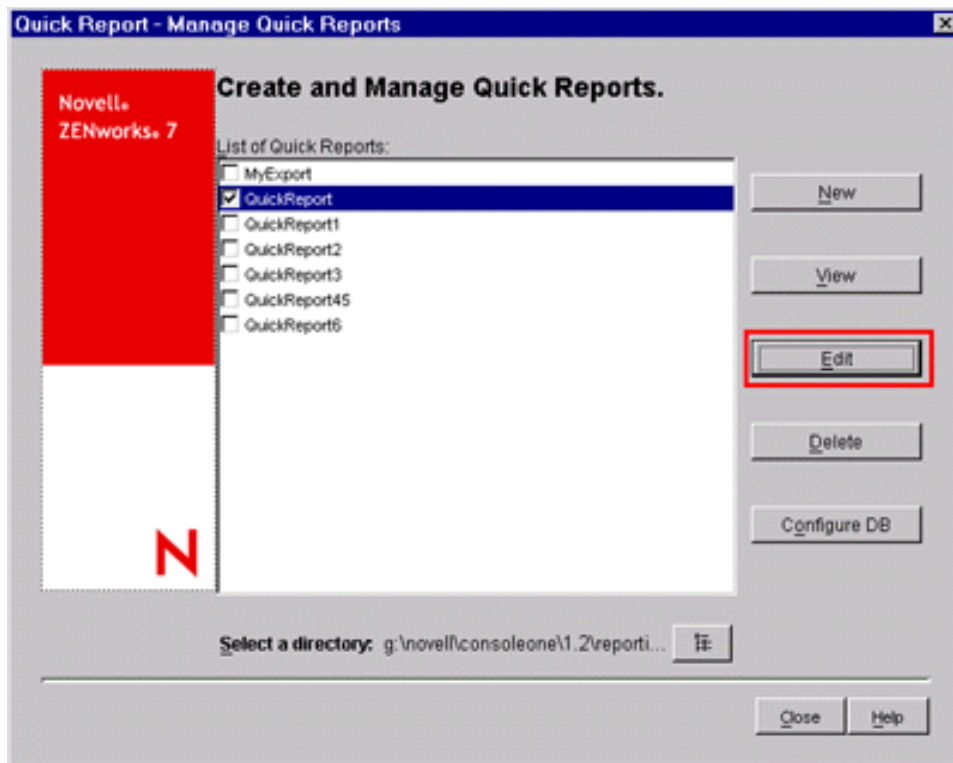 Quick Report - Manage Quick Reports
Novell®
ZENworks® 7
Create and Manage Quick Reports.
List of Quick Reports:
MyExport
QuickReport
QuickReport1
QuickReport2
QuickReport3
QuickReport45
QuickReport6
New
View
Edit
Delete
Configure DB
N
Select a directory: g:\novell\consoleone\1.2\reporti...
Close
Help